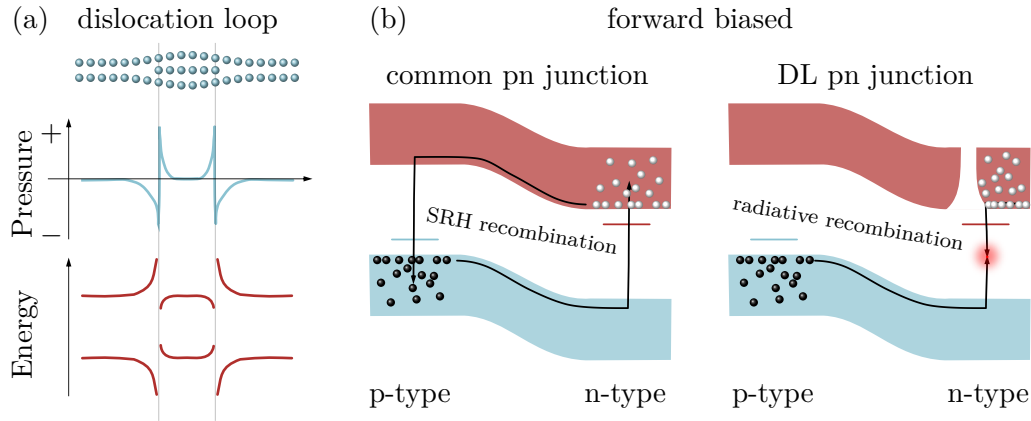 (a) dislocation loop
Pressure
+
−
Energy
(b) forward biased
common pn junction
SRH recombination
p-type n-type
DL pn junction
radiative recombination
p-type n-type